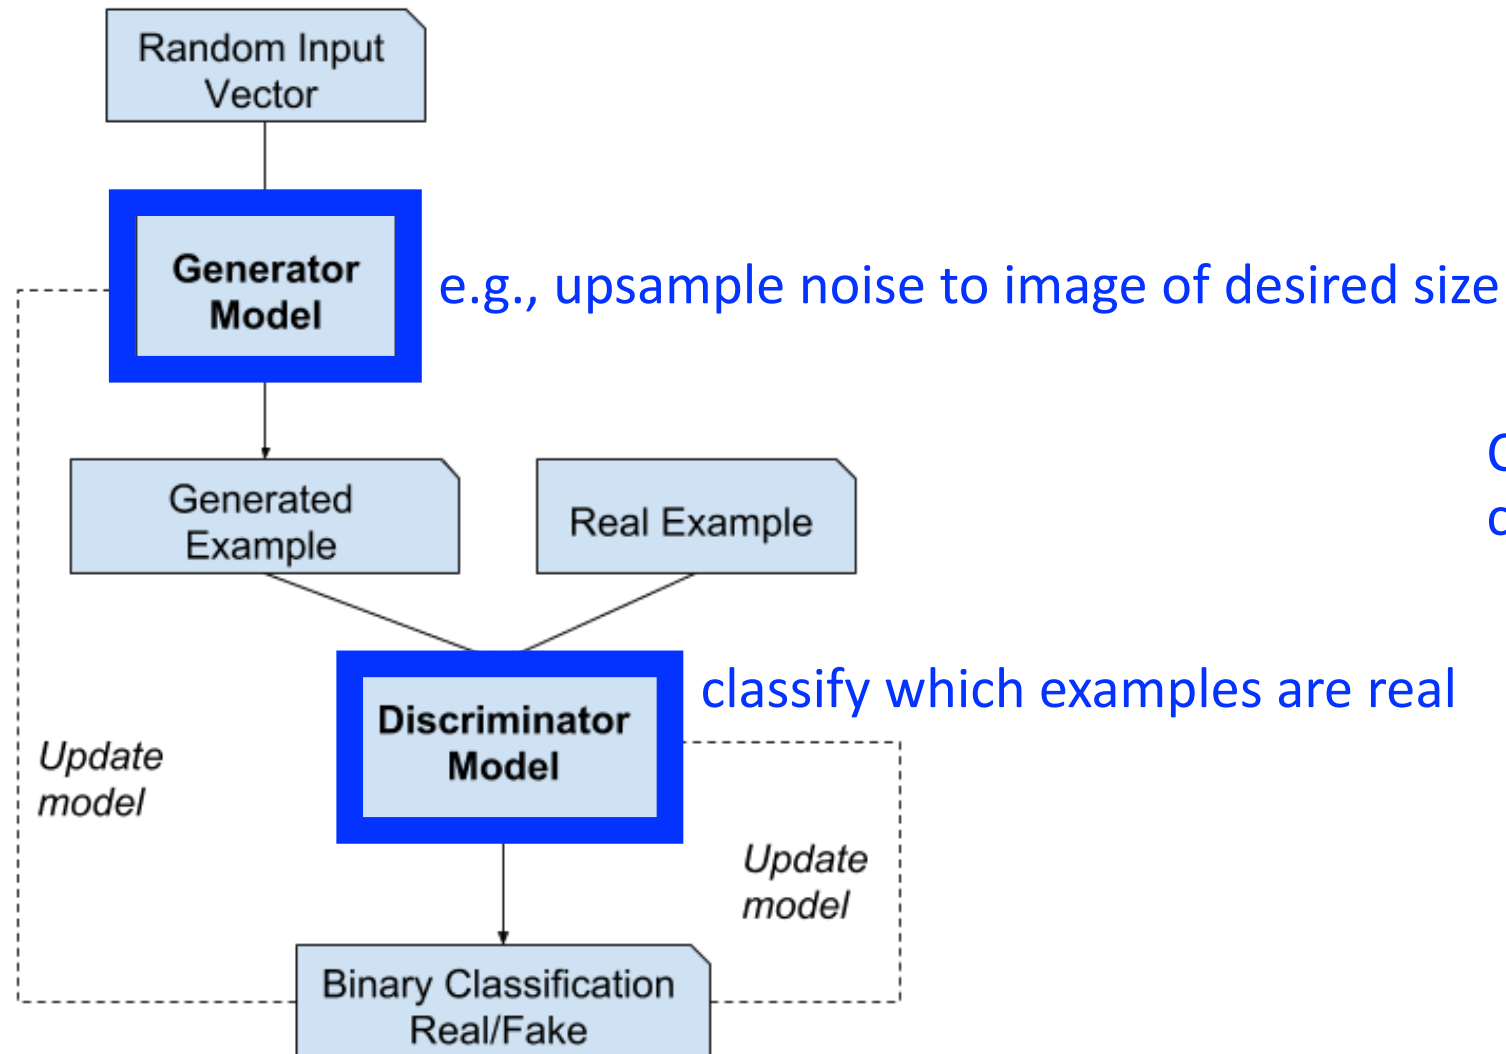 Random Input
Vector
Generator
Model
e.g., upsample noise to image of desired size
Generated
Example
Real Example
classify which examples are real
Discriminator
Model
Update
model
Update
model
Binary Classification
Real/Fake